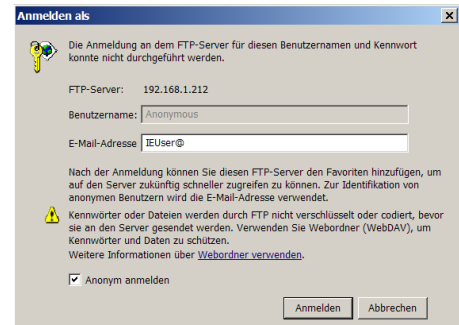 Anmelden als
Die Anmeldung an dem FTP-Server für diesen Benutzernamen und Kennwort
konnte nicht durchgeführt werden.
FTP-Server: 192.168.1.212
Benutzername: Anonymous
E-Mail-Adresse IEUser@
Nach der Anmeldung können Sie diesen FTP-Server den Favoriten hinzufügen, um
auf den Server zukünftig schneller zugreifen zu können. Zur Identifikation von
anonymen Benutzern wird die E-Mail-Adresse verwendet.
Kennwörter oder Dateien werden durch FTP nicht verschlüsselt oder codiert, bevor
sie an den Server gesendet werden. Verwenden Sie Webordner (WebDAV), um
Kennwörter und Daten zu schützen.
Weitere Informationen über Webordner verwenden.
Anonym anmelden
Anmelden Abbrechen